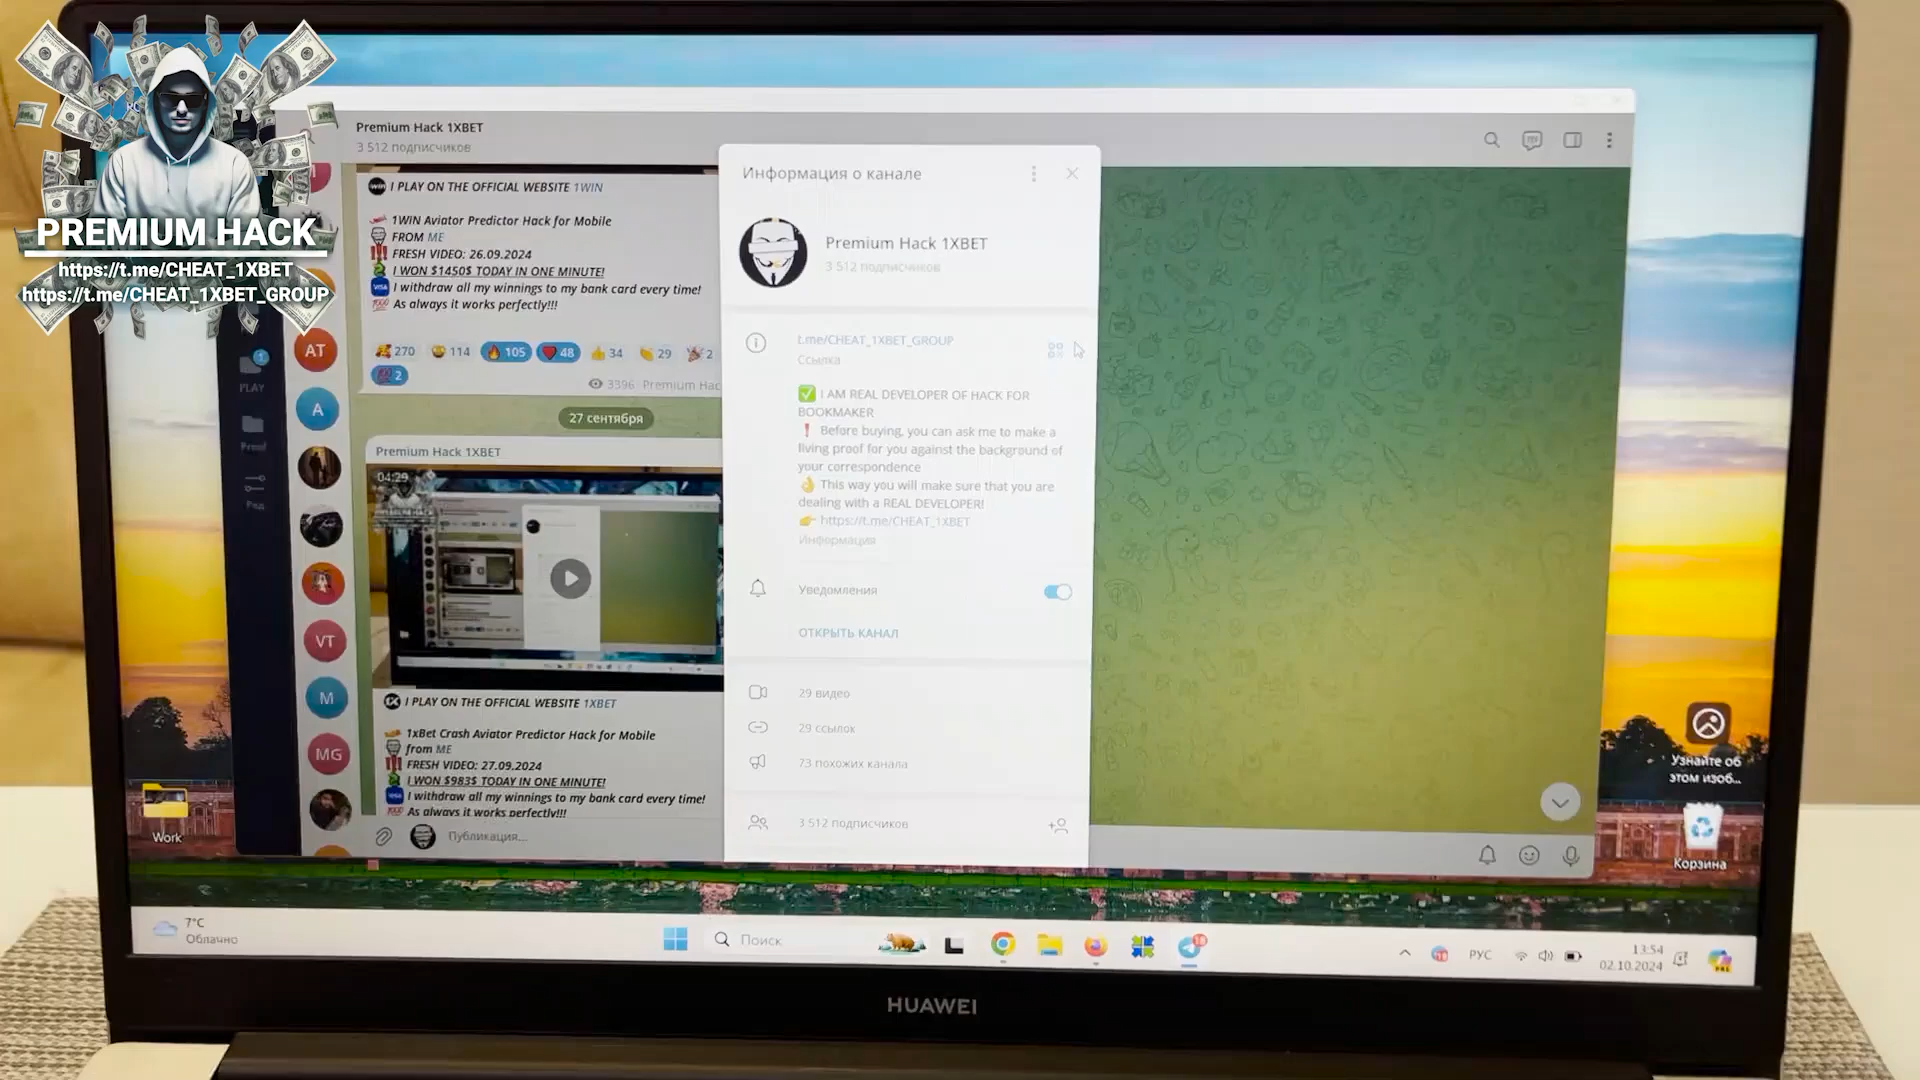 PREMIUM HACK
https://t.me/CHEAT_1XBET
https://t.me/CHEAT_1XBET_GROUP
Premium Hack 1XBET
3 512 подписчиков
I PLAY ON THE OFFICIAL WEBSITE 1WIN
1WIN Aviator Predictor Hack for Mobile
FROM ME
FRESH VIDEO: 26.09.2024
I WON $1450$ TODAY IN ONE MINUTE!
I withdraw all my winnings to my bank card every time!
As always it works perfectly!!!
270 114 105 48 34 29 2
2
3396 Premium Hac
27 сентября
Premium Hack 1XBET
04:29
I PLAY ON THE OFFICIAL WEBSITE 1XBET
1xBet Crash Aviator Predictor Hack for Mobile
from ME
FRESH VIDEO: 27.09.2024
I WON $983$ TODAY IN ONE MINUTE!
I withdraw all my winnings to my bank card every time!
As always it works perfectly!!!
Публикация...
1
PLAY
Proof
AT
A
VT
M
MG
Информация о канале
Premium Hack 1XBET
3 512 подписчиков
t.me/CHEAT_1XBET_GROUP
Ссылка
I AM REAL DEVELOPER OF HACK FOR
BOOKMAKER
Before buying, you can ask me to make a
living proof for you against the background of
your correspondence
This way you will make sure that you are
dealing with a REAL DEVELOPER!
https://t.me/CHEAT_1XBET
Информация
Уведомления
ОТКРЫТЬ КАНАЛ
29 видео
29 ссылок
73 похожих канала
3 512 подписчиков
Work
Узнайте об
этом изоб...
Корзина
7°C
Облачно
Поиск
РУС
13:54
02.10.2024
HUAWEI